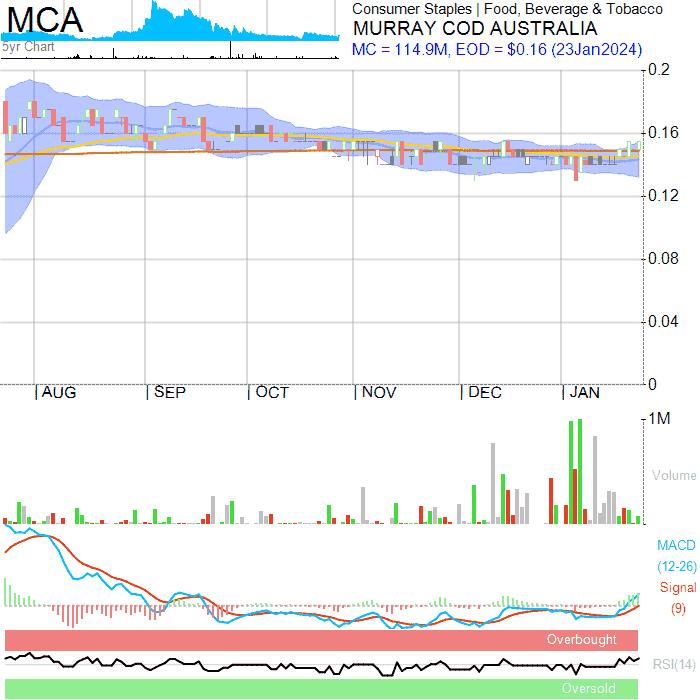 MCA
5yr Chart
Consumer Staples | Food, Beverage & Tobacco
MURRAY COD AUSTRALIA
MC = 114.9M, EOD = $0.16 (23Jan2024)
0.2
0.16
0.12
0.08
0.04
0
AUG SEP OCT NOV DEC JAN
1M
Volume
MACD
(12-26)
Signal
(9)
Overbought
RSI(14)
Oversold